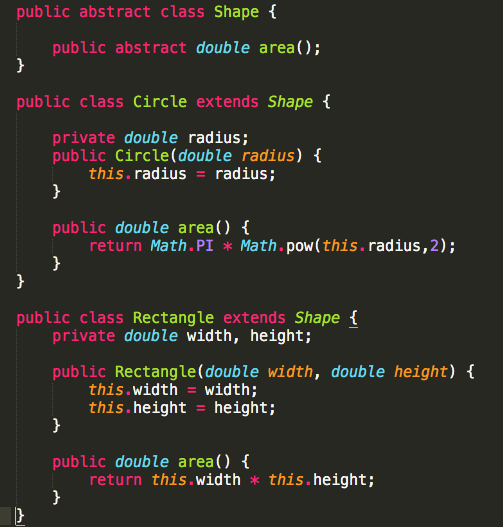 public abstract class Shape {
public abstract double area();
}
public class Circle extends Shape {
private double radius;
public Circle(double radius) {
this.radius = radius;
}
public double area() {
return Math.PI * Math.pow(this.radius,2);
}
}
public class Rectangle extends Shape {
private double width, height;
public Rectangle(double width, double height) {
this.width = width;
this.height = height;
}
public double area() {
return this.width * this.height;
}
}